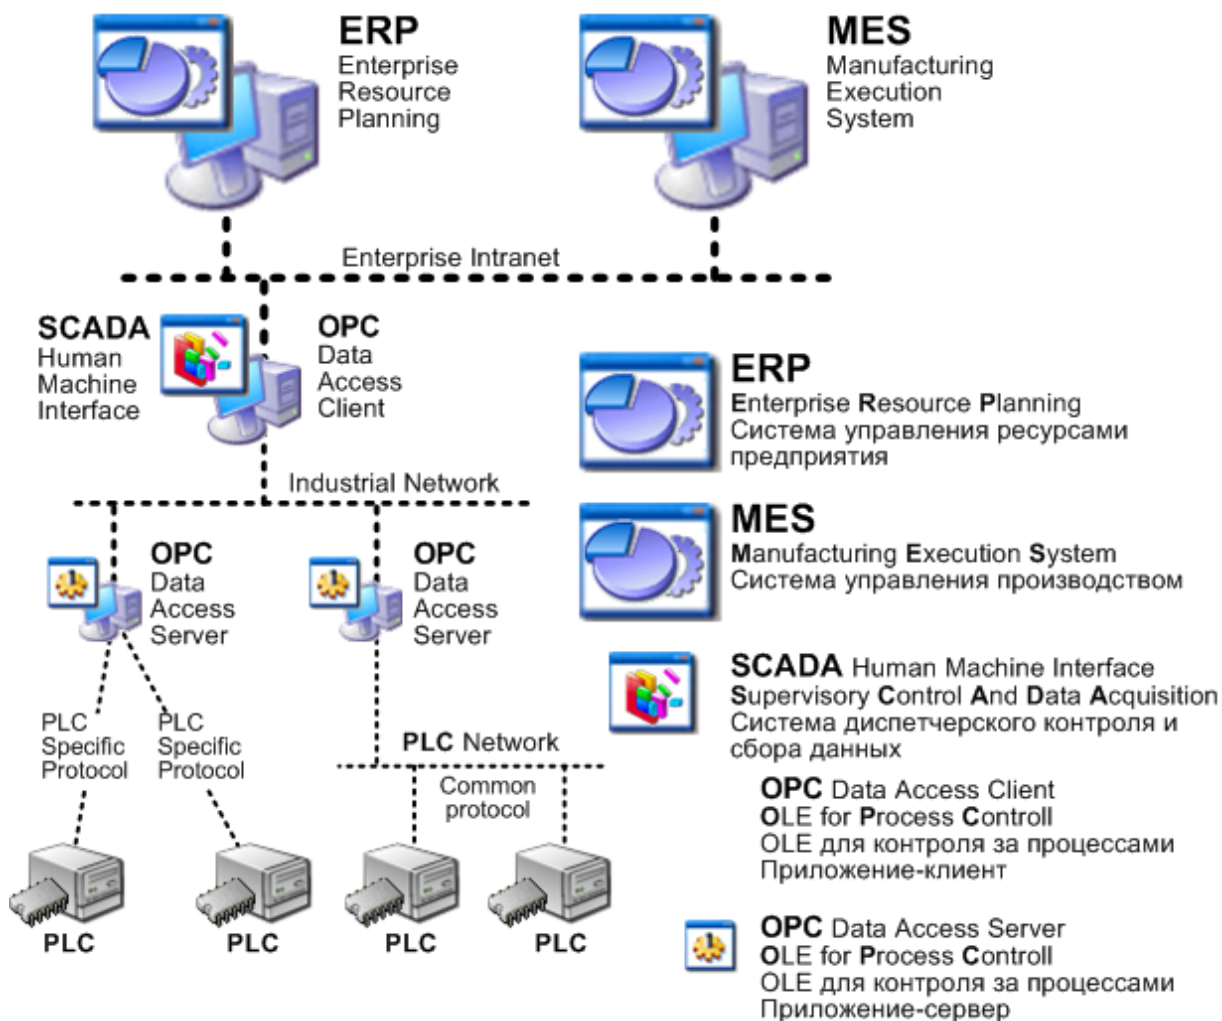 ERP
Enterprise
Resource
Planning
MES
Manufacturing
Execution
System
Enterprise Intranet
SCADA
Human
Machine
Interface
OPC
Data
Access
Client
Industrial Network
OPC
Data
Access
Server
OPC
Data
Access
Server
PLC
Specific
Protocol
PLC
Specific
Protocol
PLC Network
Common
protocol
PLC
PLC
PLC
PLC
ERP
Enterprise Resource Planning
Система управления ресурсами
предприятия
MES
Manufacturing Execution System
Система управления производством
SCADA Human Machine Interface
Supervisory Control And Data Aquisition
Система диспетчерского контроля и
сбора данных
OPC Data Access Client
OLE for Process Controll
OLE для контроля за процессами
Приложение-клиент
OPC Data Access Server
OLE for Process Controll
OLE для контроля за процессами
Приложение-сервер